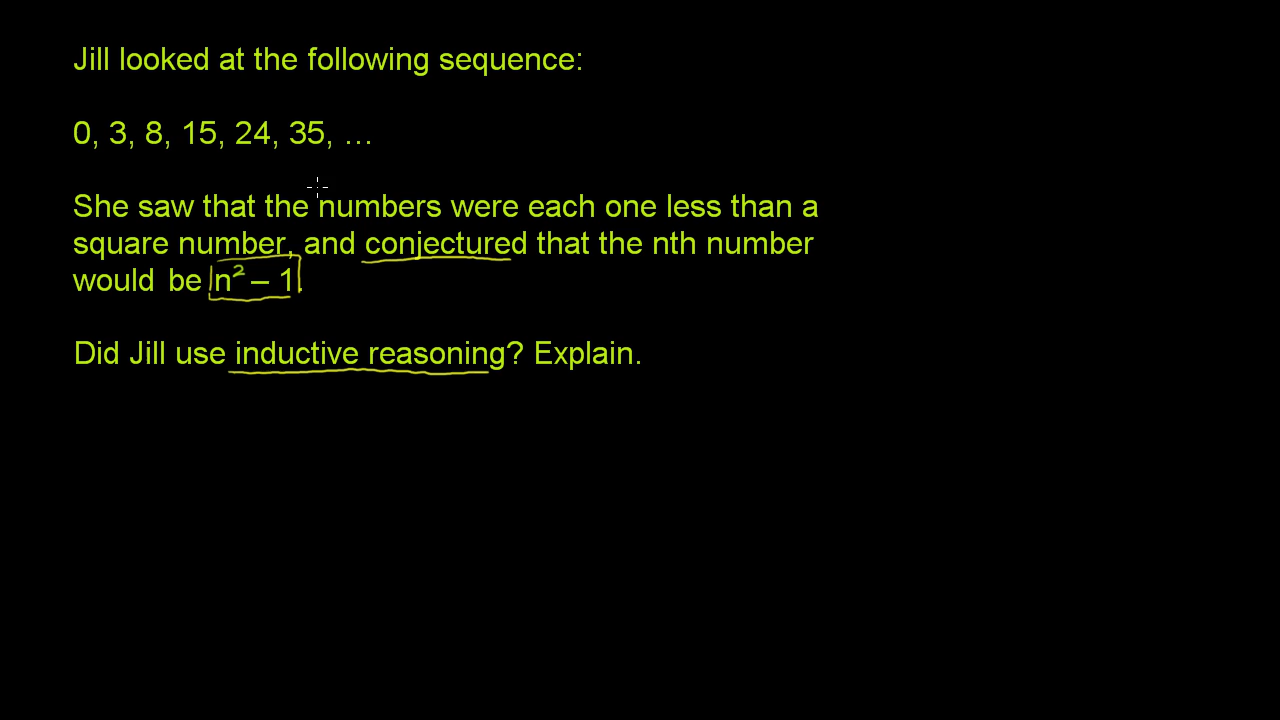 Jill looked at the following sequence:
0, 3, 8, 15, 24, 35, …
She saw that the numbers were each one less than a
square number, and conjectured that the nth number
would be n² – 1.
Did Jill use inductive reasoning? Explain.